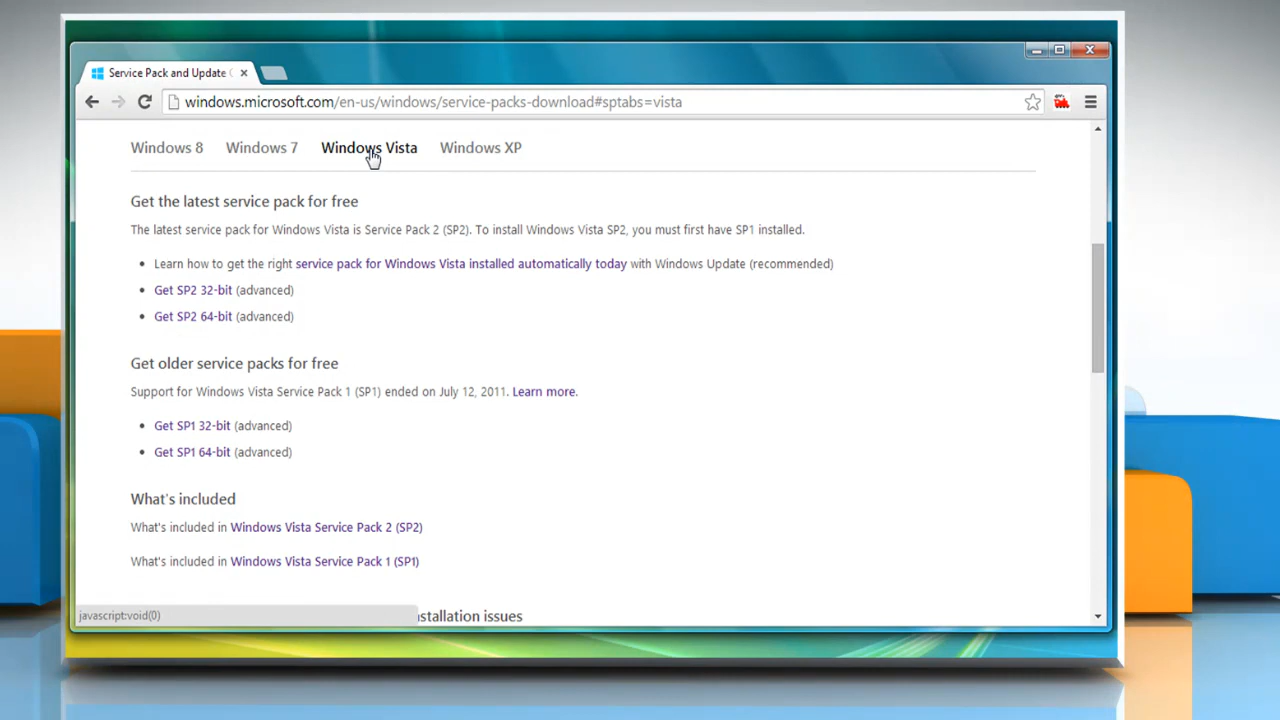 Service Pack and Update
windows.microsoft.com/en-us/windows/service-packs-download#sptabs=vista
Windows 8 Windows 7 Windows Vista Windows XP
Get the latest service pack for free
The latest service pack for Windows Vista is Service Pack 2 (SP2). To install Windows Vista SP2, you must first have SP1 installed.
• Learn how to get the right service pack for Windows Vista installed automatically today with Windows Update (recommended)
• Get SP2 32-bit (advanced)
• Get SP2 64-bit (advanced)
Get older service packs for free
Support for Windows Vista Service Pack 1 (SP1) ended on July 12, 2011. Learn more.
• Get SP1 32-bit (advanced)
• Get SP1 64-bit (advanced)
What's included
What's included in Windows Vista Service Pack 2 (SP2)
What's included in Windows Vista Service Pack 1 (SP1)
javascript:void(0) stallation issues